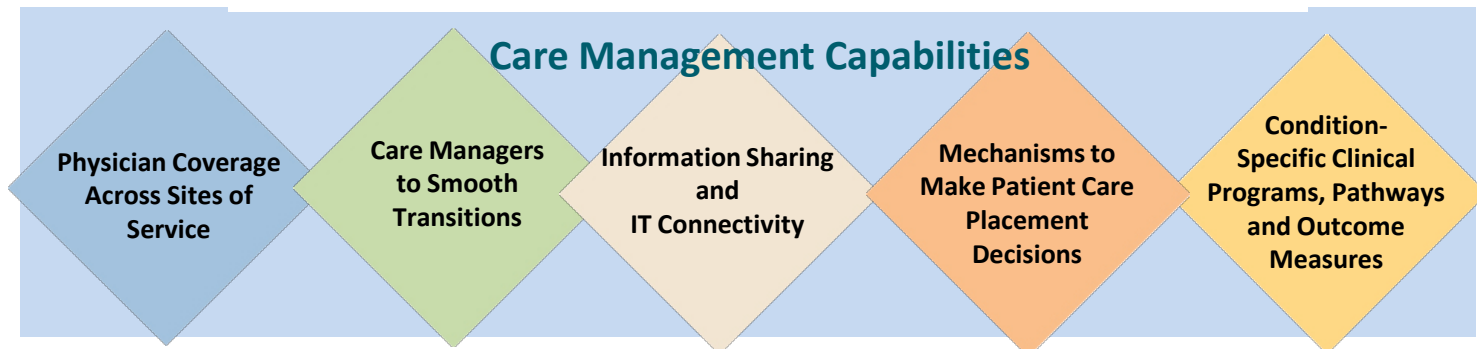 Care Management Capabilities
Physician Coverage
Across Sites of
Service
Care Managers
to Smooth
Transitions
Information Sharing
and
IT Connectivity
Mechanisms to
Make Patient Care
Placement
Decisions
Condition-
Specific Clinical
Programs, Pathways
and Outcome
Measures